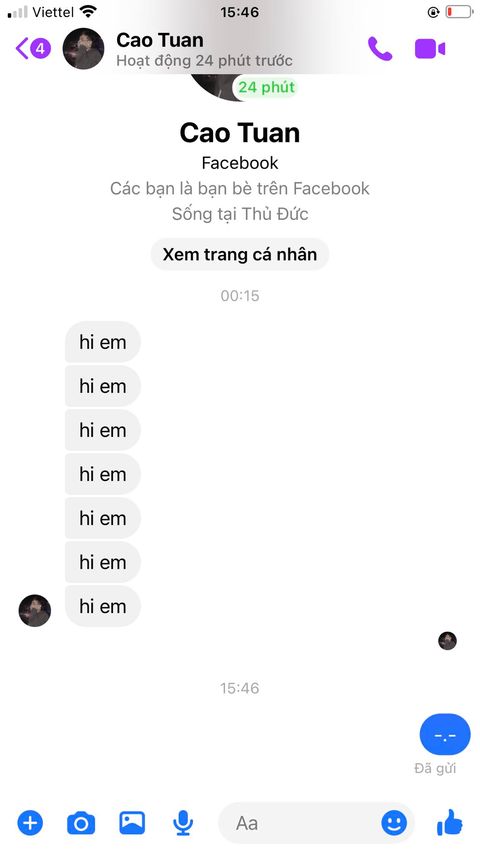 Viettel
15:46
4
Cao Tuan
Hoạt động 24 phút trước
24 phút
Cao Tuan
Facebook
Các bạn là bạn bè trên Facebook
Sống tại Thủ Đức
Xem trang cá nhân
00:15
hi em
hi em
hi em
hi em
hi em
hi em
hi em
15:46
-.-
Đã gửi
Aa